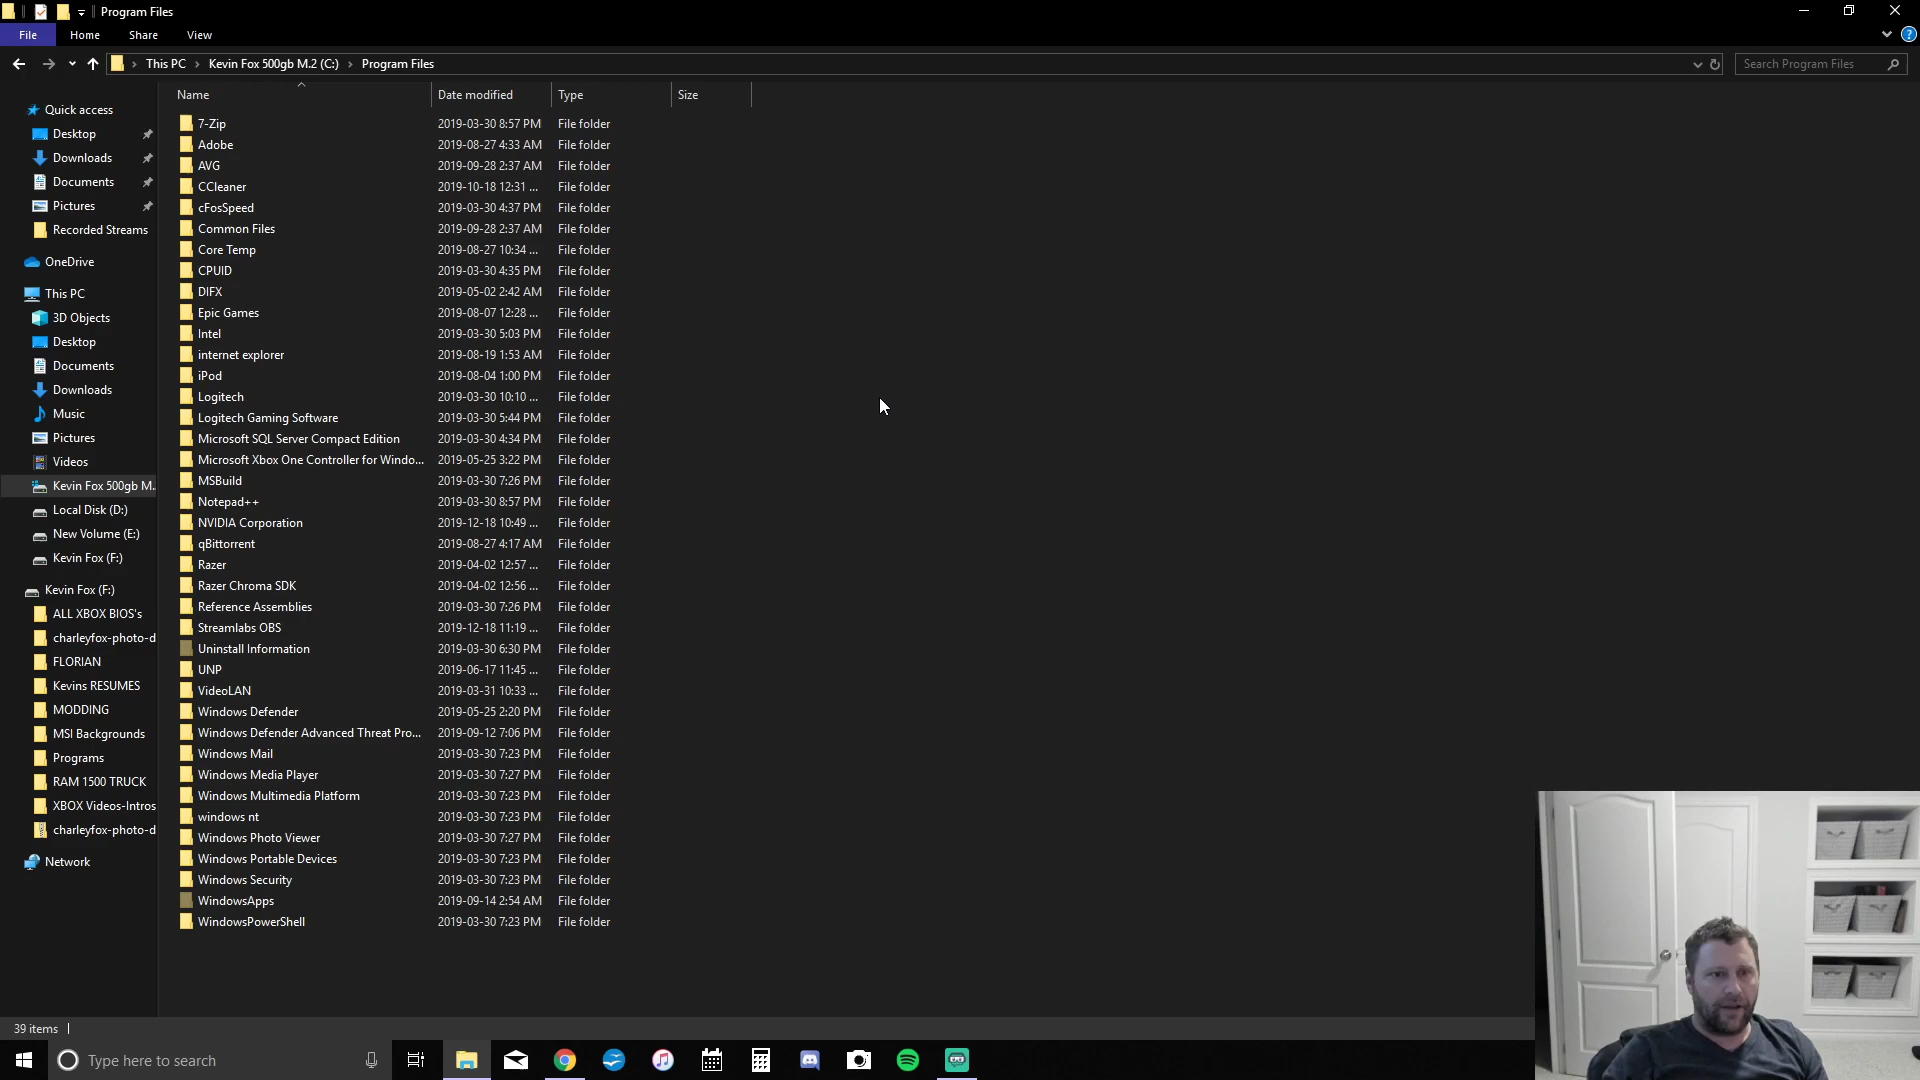 Program Files
File Home Share View
This PC > Kevin Fox 500gb M.2 (C:) > Program Files
Search Program Files
Name Date modified Type Size
Quick access
Desktop
Downloads
Documents
Pictures
Recorded Streams
OneDrive
This PC
3D Objects
Desktop
Documents
Downloads
Music
Pictures
Videos
Kevin Fox 500gb M..
Local Disk (D:)
New Volume (E:)
Kevin Fox (F:)
Kevin Fox (F:)
ALL XBOX BIOS's
charleyfox-photo-d
FLORIAN
Kevins RESUMES
MODDING
MSI Backgrounds
Programs
RAM 1500 TRUCK
XBOX Videos-Intros
charleyfox-photo-d
Network
7-Zip 2019-03-30 8:57 PM File folder
Adobe 2019-08-27 4:33 AM File folder
AVG 2019-09-28 2:37 AM File folder
CCleaner 2019-10-18 12:31 ... File folder
cFosSpeed 2019-03-30 4:37 PM File folder
Common Files 2019-09-28 2:37 AM File folder
Core Temp 2019-08-27 10:34 ... File folder
CPUID 2019-03-30 4:35 PM File folder
DIFX 2019-05-02 2:42 AM File folder
Epic Games 2019-08-07 12:28 ... File folder
Intel 2019-03-30 5:03 PM File folder
internet explorer 2019-08-19 1:53 AM File folder
iPod 2019-08-04 1:00 PM File folder
Logitech 2019-03-30 10:10 ... File folder
Logitech Gaming Software 2019-03-30 5:44 PM File folder
Microsoft SQL Server Compact Edition 2019-03-30 4:34 PM File folder
Microsoft Xbox One Controller for Windo... 2019-05-25 3:22 PM File folder
MSBuild 2019-03-30 7:26 PM File folder
Notepad++ 2019-03-30 8:57 PM File folder
NVIDIA Corporation 2019-12-18 10:49 ... File folder
qBittorrent 2019-08-27 4:17 AM File folder
Razer 2019-04-02 12:57 ... File folder
Razer Chroma SDK 2019-04-02 12:56 ... File folder
Reference Assemblies 2019-03-30 7:26 PM File folder
Streamlabs OBS 2019-12-18 11:19 ... File folder
Uninstall Information 2019-03-30 6:30 PM File folder
UNP 2019-06-17 11:45 ... File folder
VideoLAN 2019-03-31 10:33 ... File folder
Windows Defender 2019-05-25 2:20 PM File folder
Windows Defender Advanced Threat Pro... 2019-09-12 7:06 PM File folder
Windows Mail 2019-03-30 7:23 PM File folder
Windows Media Player 2019-03-30 7:27 PM File folder
Windows Multimedia Platform 2019-03-30 7:23 PM File folder
windows nt 2019-03-30 7:23 PM File folder
Windows Photo Viewer 2019-03-30 7:27 PM File folder
Windows Portable Devices 2019-03-30 7:23 PM File folder
Windows Security 2019-03-30 7:23 PM File folder
WindowsApps 2019-09-14 2:54 AM File folder
WindowsPowerShell 2019-03-30 7:23 PM File folder
39 items
Type here to search